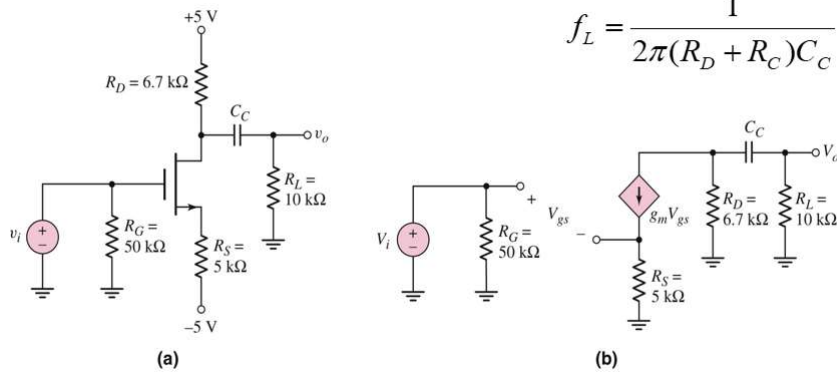 +5 V
f_L = 1 / 2π(R_D + R_C)C_C
R_D = 6.7 kΩ
C_C
v_o
R_L =
10 kΩ
v_i
+
−
R_G =
50 kΩ
R_S =
5 kΩ
−5 V
(a)
C_C
V_o
+
V_gs
−
g_mV_gs
R_D =
6.7 kΩ
R_L =
10 kΩ
V_i
+
−
R_G =
50 kΩ
R_S =
5 kΩ
(b)